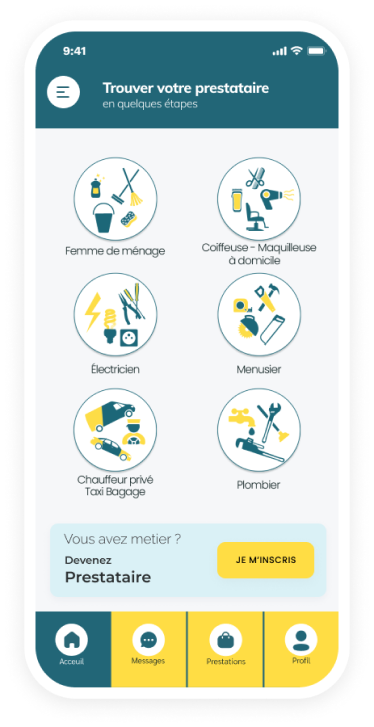 9:41
Trouver votre prestataire
en quelques étapes
Femme de ménage
Coiffeuse - Maquilleuse
à domicile
Électricien
Menusier
Chauffeur privé
Taxi Bagage
Plombier
Vous avez metier ?
Devenez
Prestataire
JE M'INSCRIS
Acceuil
Messages
Prestations
Profil